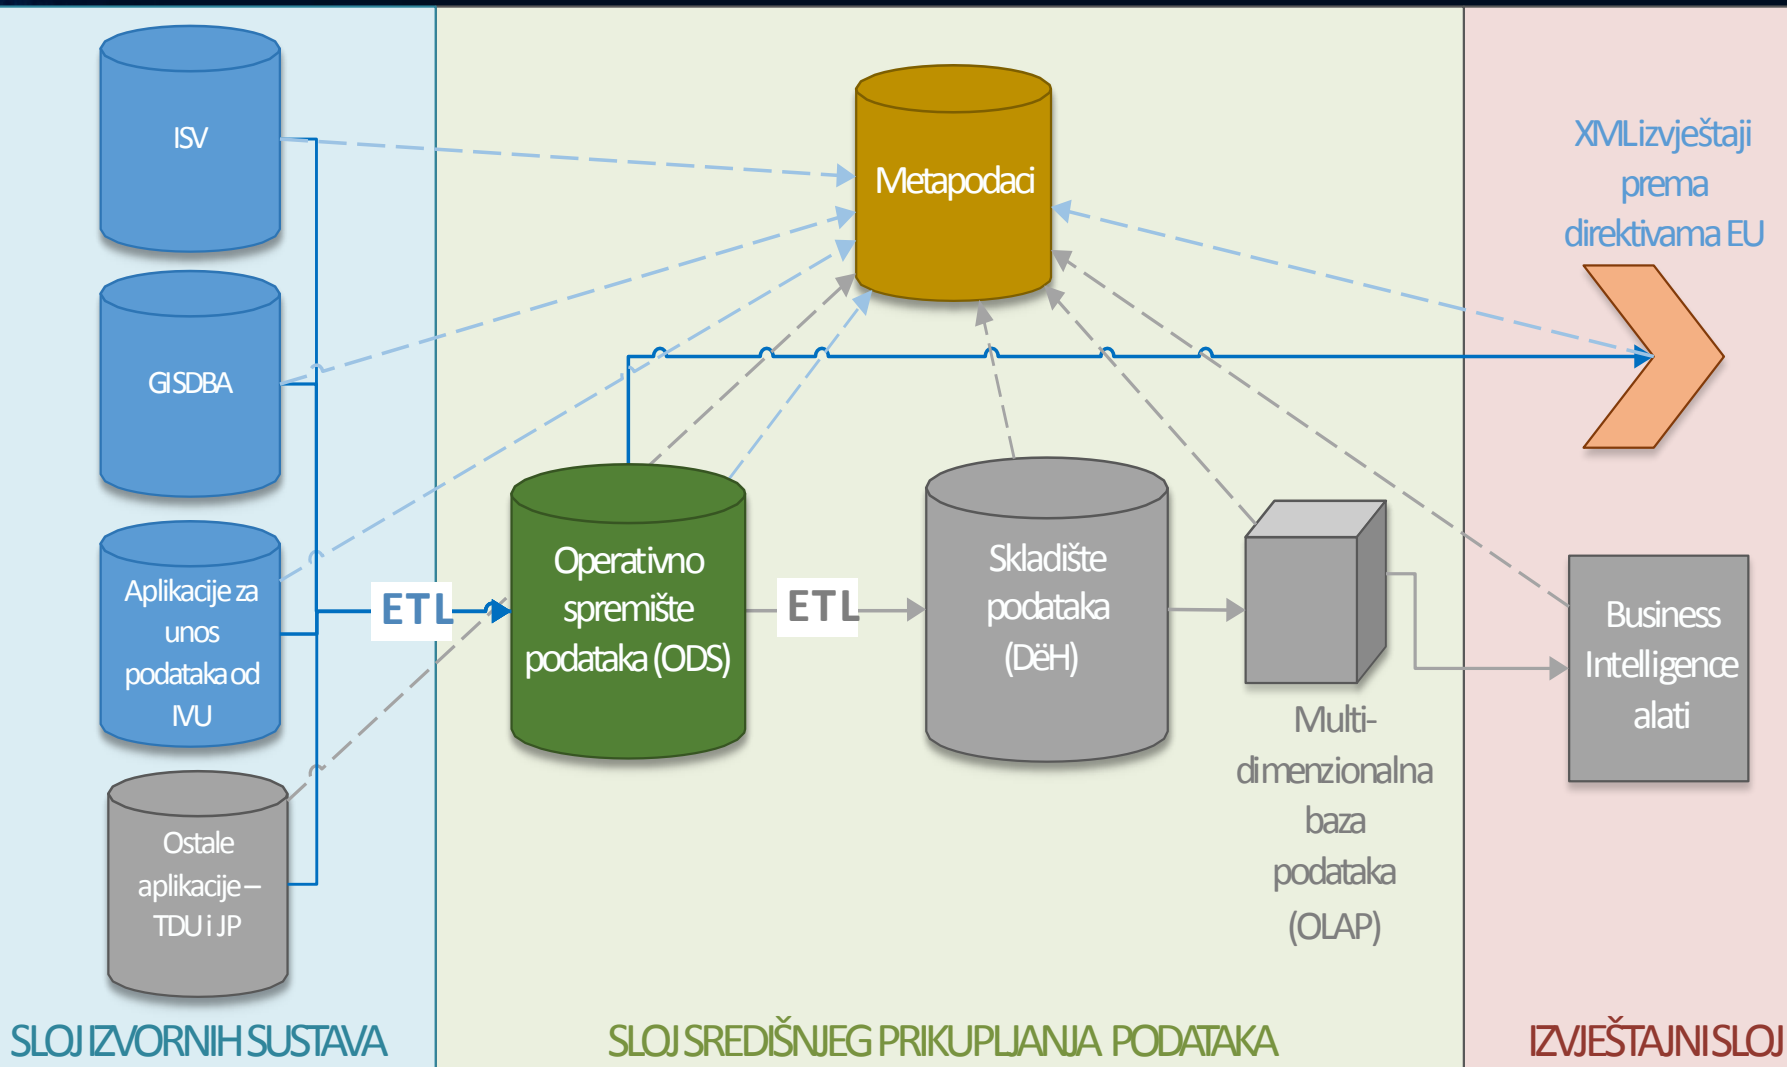 ISV
GISDBA
Aplikacije za
unos
podataka od
IVU
Ostale
aplikacije –
TDU i JP
SLOJ IZVORNIH SUSTAVA
Metapodaci
ETL
Operativno
spremište
podataka (ODS)
ETL
Skladište
podataka
(DëH)
Multi-
dimenzionalna
baza
podataka
(OLAP)
SLOJ SREDIŠNJEG PRIKUPLJANJA PODATAKA
XML izvještaji
prema
direktivama EU
Business
Intelligence
alati
IZVJEŠTAJNI SLOJ